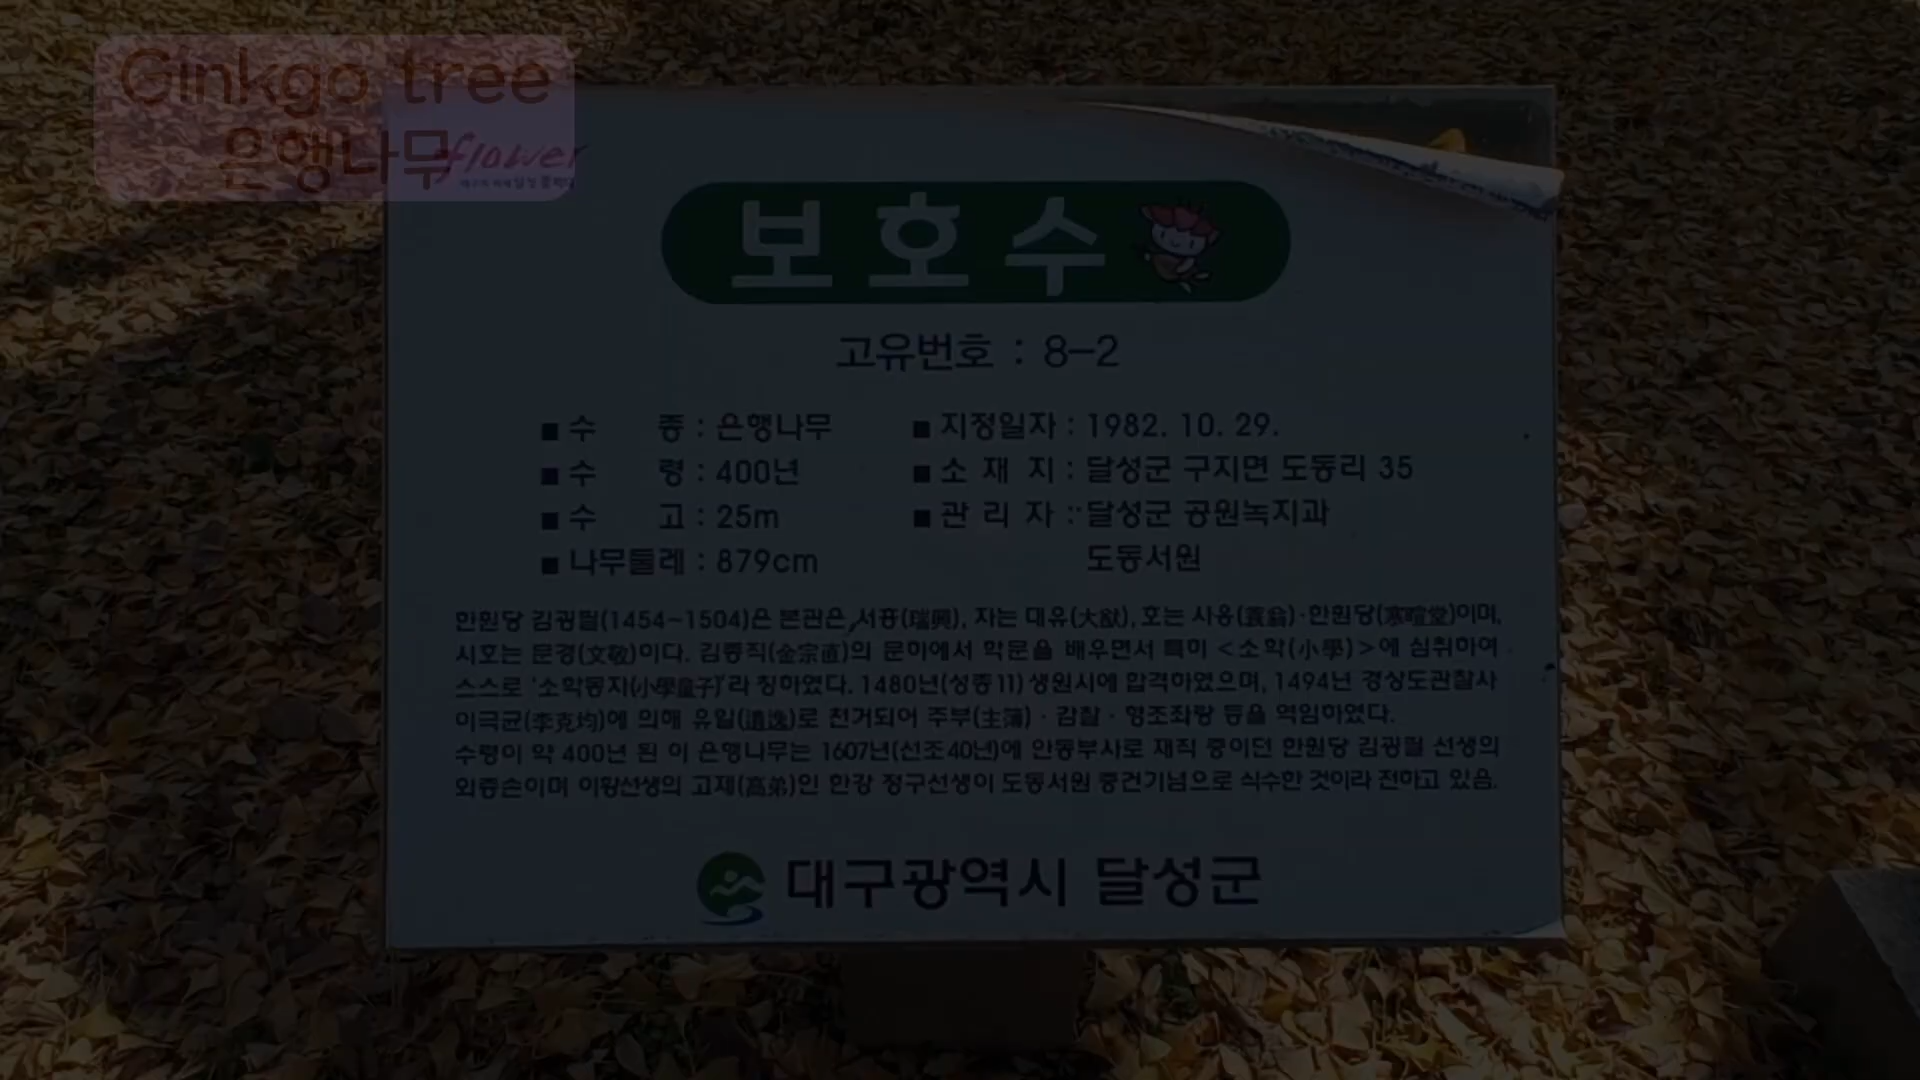 Ginkgo tree
은행나무
flower
보호수
고유번호 : 8-2
■ 수 종 : 은행나무 ■ 지정일자 : 1982. 10. 29.
■ 수 령 : 400년 ■ 소 재 지 : 달성군 구지면 도동리 35
■ 수 고 : 25m ■ 관 리 자 : 달성군 공원녹지과
■ 나무둘레 : 879cm 도동서원
한훤당 김굉필(1454~1504)은 본관은 서흥(瑞興), 자는 대유(大猷), 호는 사옹(蓑翁)·한훤당(寒暄堂)이며,
시호는 문경(文敬)이다. 김종직(金宗直)의 문하에서 학문을 배우면서 특히 <소학(小學)>에 심취하여
스스로 '소학동자(小學童子)'라 칭하였다. 1480년(성종11) 생원시에 합격하였으며, 1494년 경상도관찰사
이극균(李克均)에 의해 유일(遺逸)로 천거되어 주부(主簿)·감찰·형조좌랑 등을 역임하였다.
수령이 약 400년 된 이 은행나무는 1607년(선조40년)에 안동부사로 재직 중이던 한훤당 김굉필 선생의
외증손이며 이황선생의 고제(高弟)인 한강 정구선생이 도동서원 중건기념으로 식수한 것이라 전하고 있음.
대구광역시 달성군